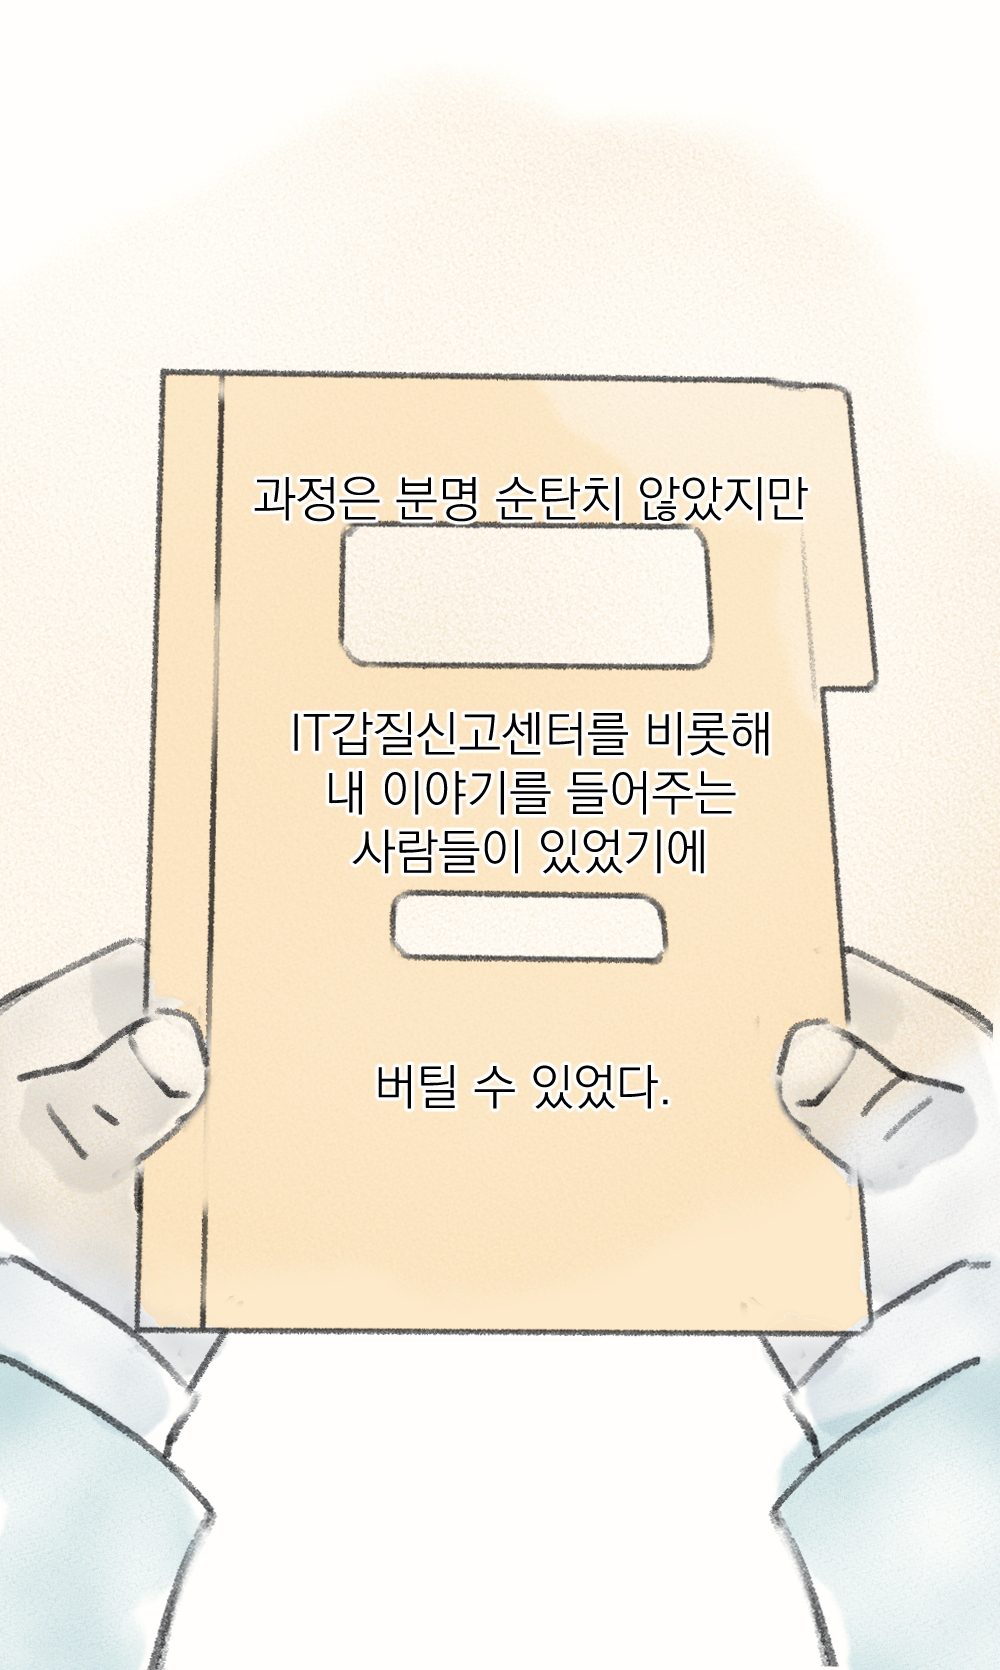 과정은 분명 순탄치 않았지만
IT갑질신고센터를 비롯해
내 이야기를 들어주는
사람들이 있었기에
버틸 수 있었다.